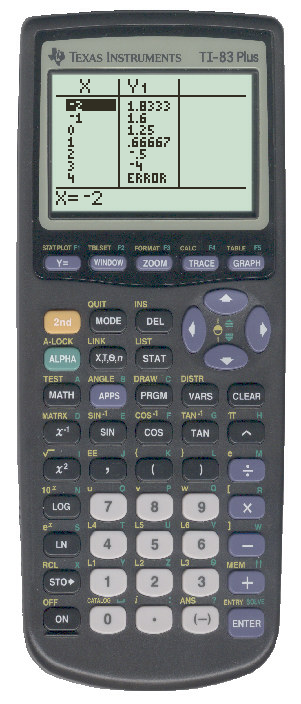 TEXAS INSTRUMENTS TI-83 Plus
X Y1
-2 1.8333
-1 1.6
0 1.25
1 .66667
2 -.5
3 -4
4 ERROR
X=-2
STAT PLOT F1 TBLSET F2 FORMAT F3 CALC F4 TABLE F5
Y= WINDOW ZOOM TRACE GRAPH
QUIT INS
2nd MODE DEL
A-LOCK LINK LIST
ALPHA X,T,θ,n STAT
TEST A ANGLE B DRAW C DISTR
MATH APPS PRGM VARS CLEAR
MATRX D SIN⁻¹ E COS⁻¹ F TAN⁻¹ G π H
x⁻¹ SIN COS TAN ^
√ I EE J { K } L e M
x² , ( ) ÷
10ˣ N u O v P w Q [ R
LOG 7 8 9 ×
eˣ S L4 T L5 U L6 V ] W
LN 4 5 6 −
RCL X L1 Y L2 Z L3 θ MEM "
STO▸ 1 2 3 +
OFF CATALOG i : ANS ? ENTRY SOLVE
ON 0 . (−) ENTER